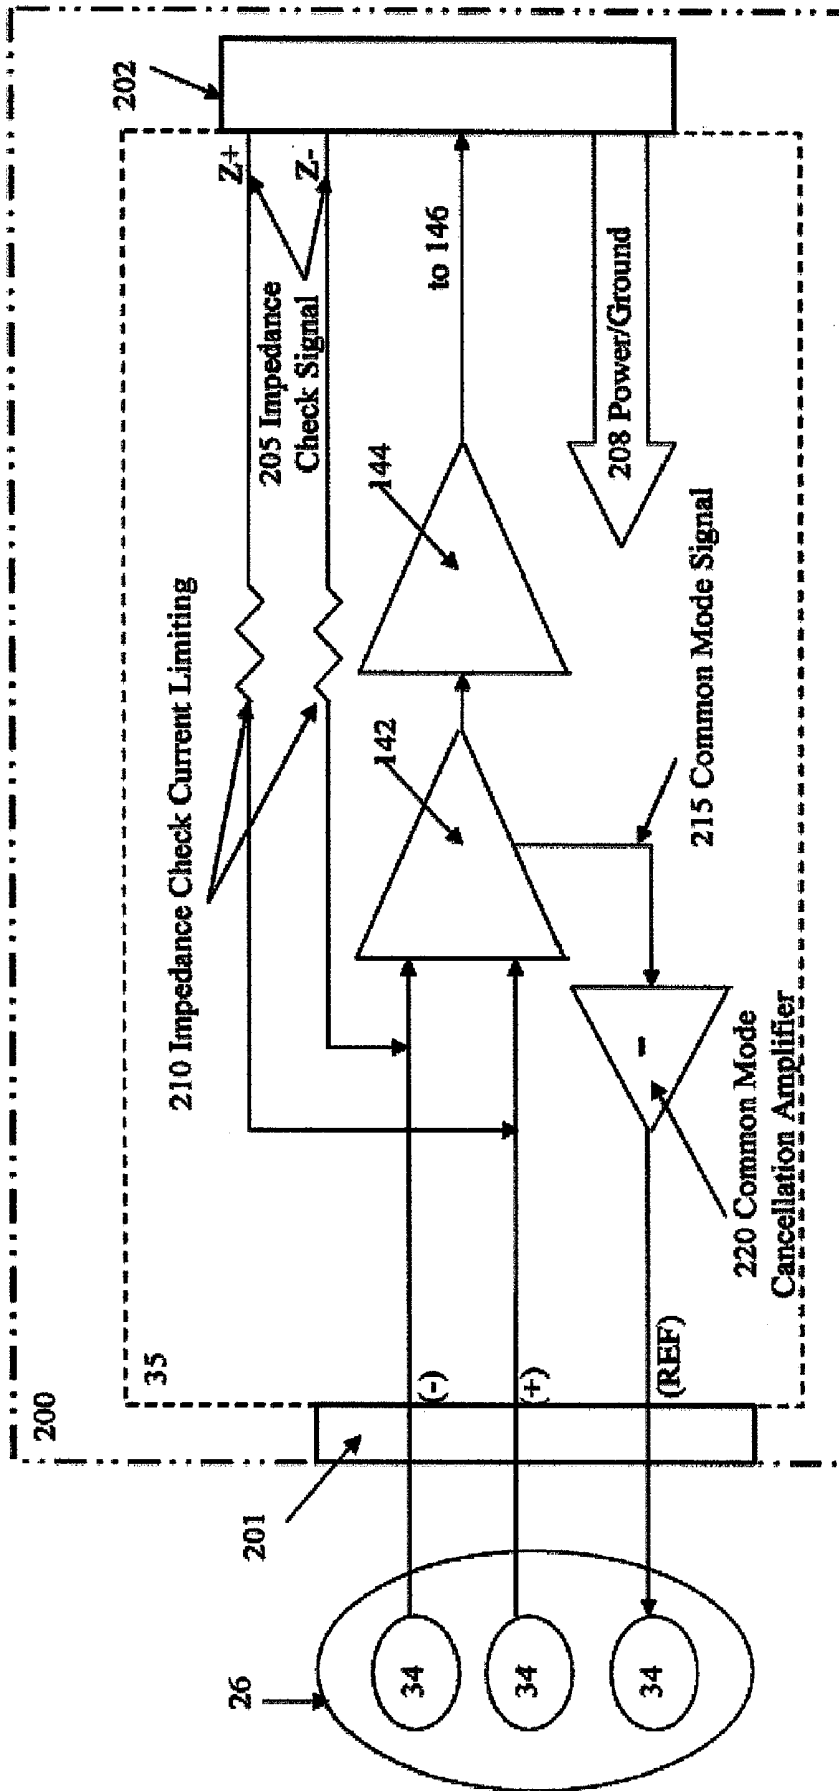 200
35
202
Z+
Z-
205 Impedance
Check Signal
210 Impedance Check Current Limiting
to 146
144
142
208 Power/Ground
215 Common Mode Signal
220 Common Mode
Cancellation Amplifier
-
201
(-)
(+)
(REF)
26
34
34
34